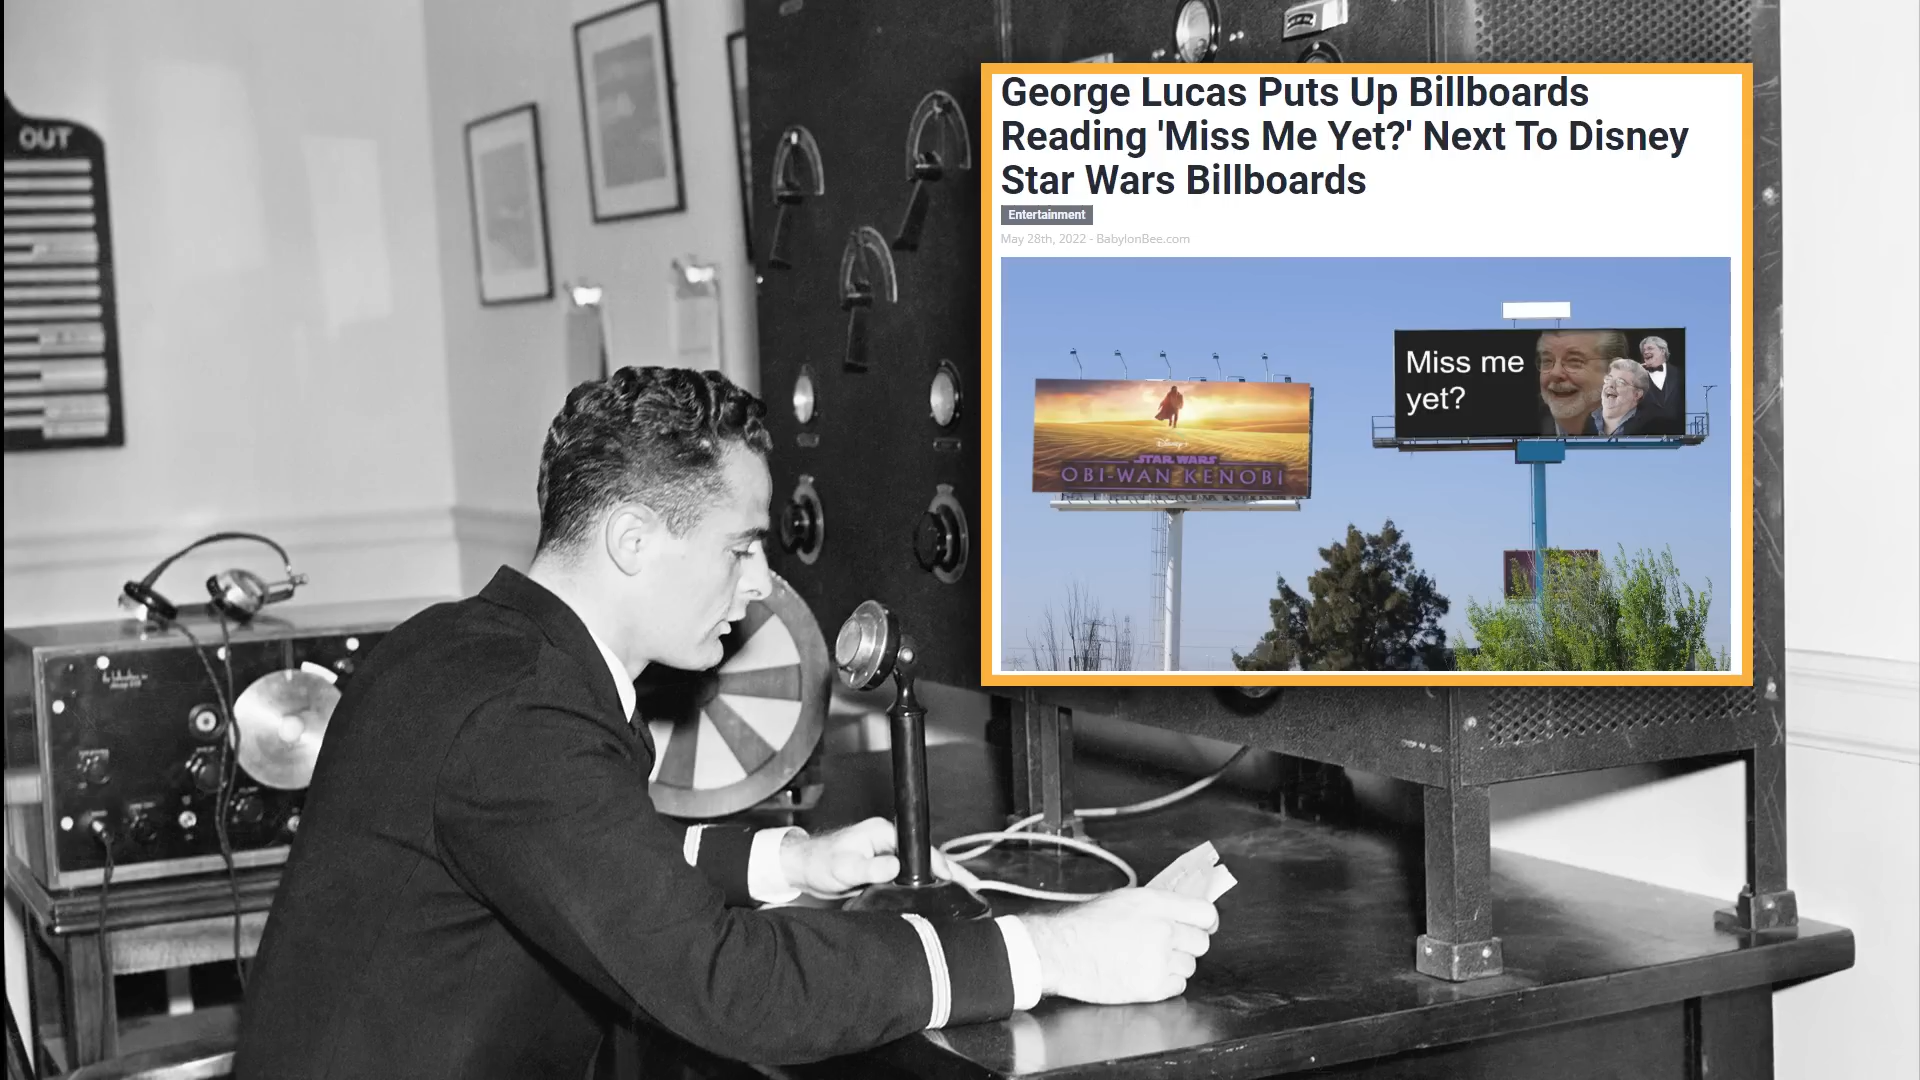 OUT
George Lucas Puts Up Billboards
Reading 'Miss Me Yet?' Next To Disney
Star Wars Billboards
Entertainment
May 28th, 2022 - BabylonBee.com
Miss me
yet?
Disney+
STAR WARS
OBI-WAN KENOBI